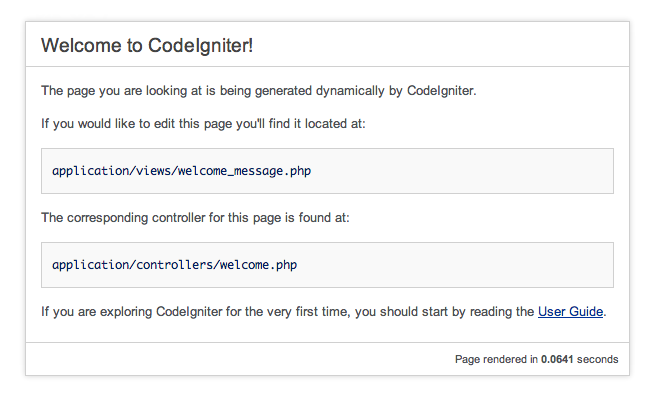 Welcome to CodeIgniter!
The page you are looking at is being generated dynamically by CodeIgniter.
If you would like to edit this page you'll find it located at:
application/views/welcome_message.php
The corresponding controller for this page is found at:
application/controllers/welcome.php
If you are exploring CodeIgniter for the very first time, you should start by reading the User Guide.
Page rendered in 0.0641 seconds